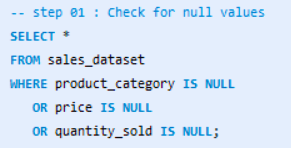 -- step 01 : Check for null values
SELECT *
FROM sales_dataset
WHERE product_category IS NULL
OR price IS NULL
OR quantity_sold IS NULL;